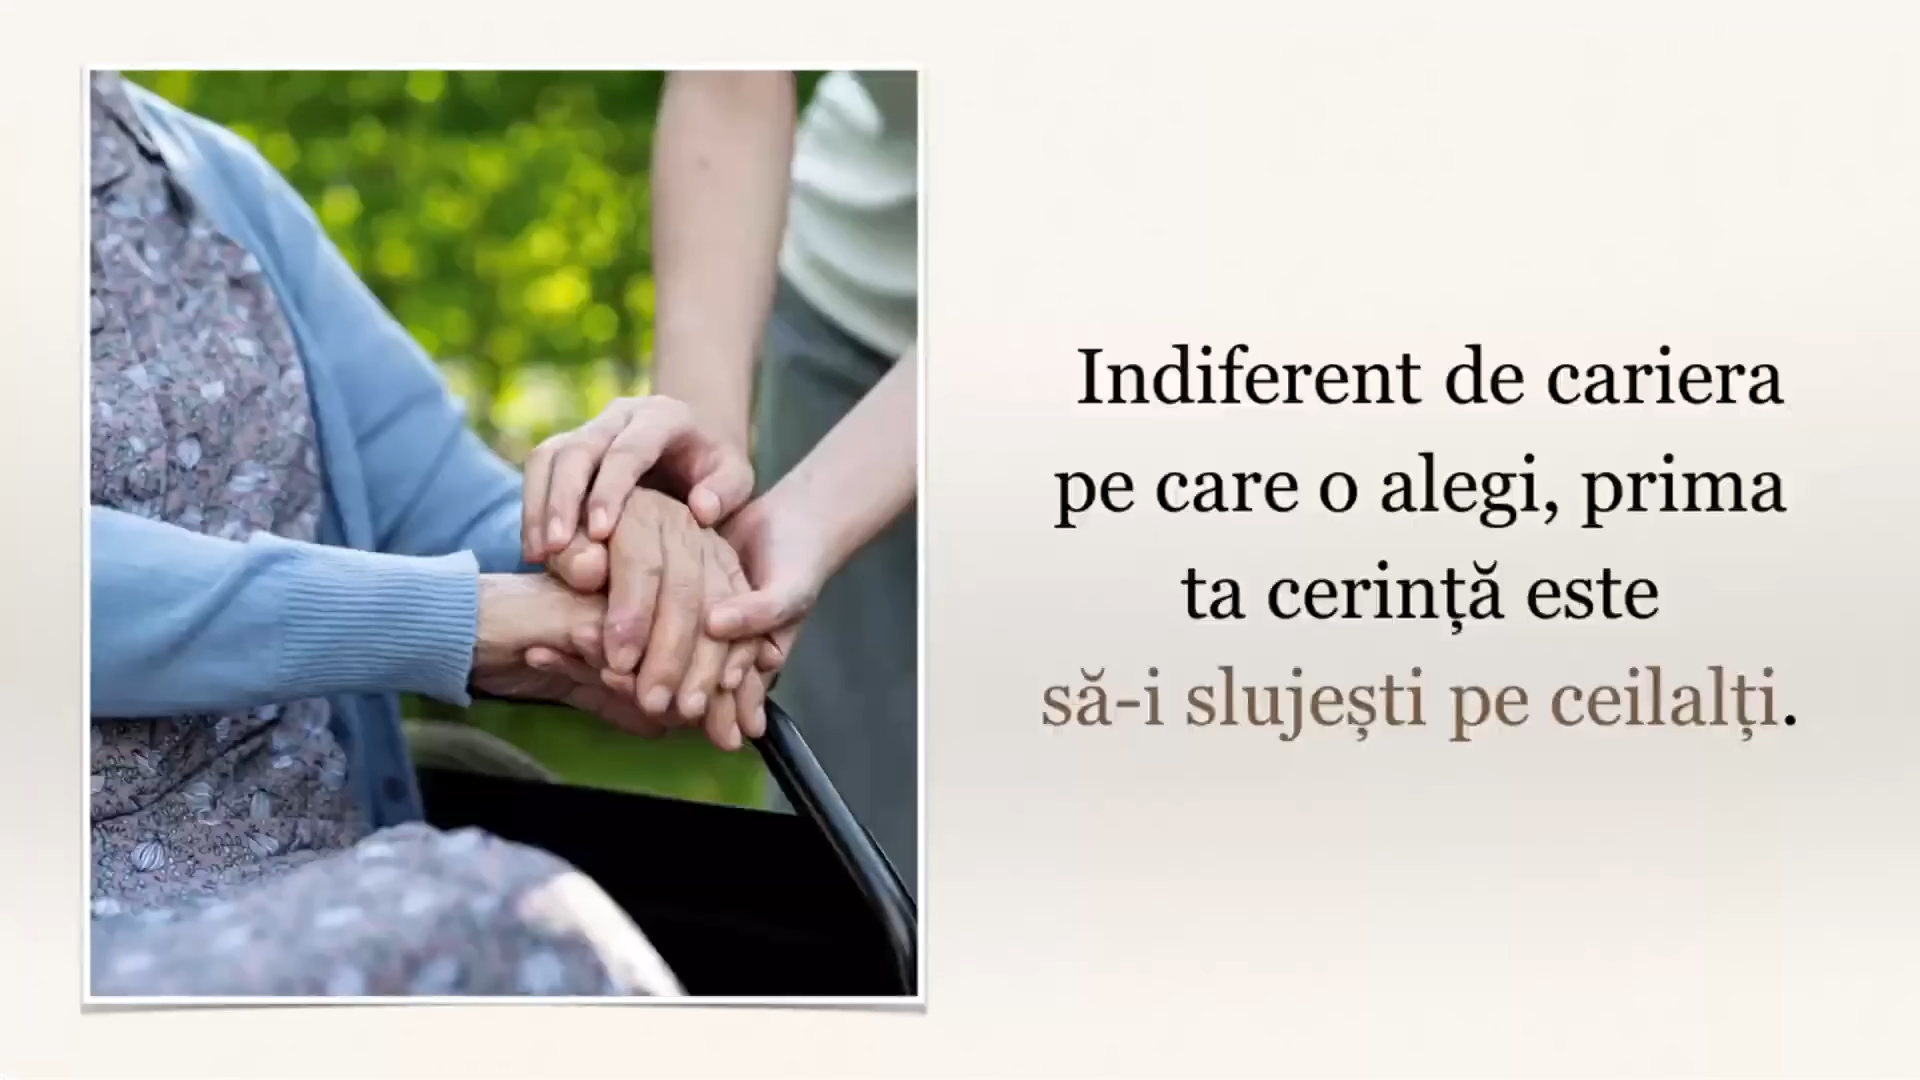 Indiferent de cariera
pe care o alegi, prima
ta cerință este
să-i slujești pe ceilalți.